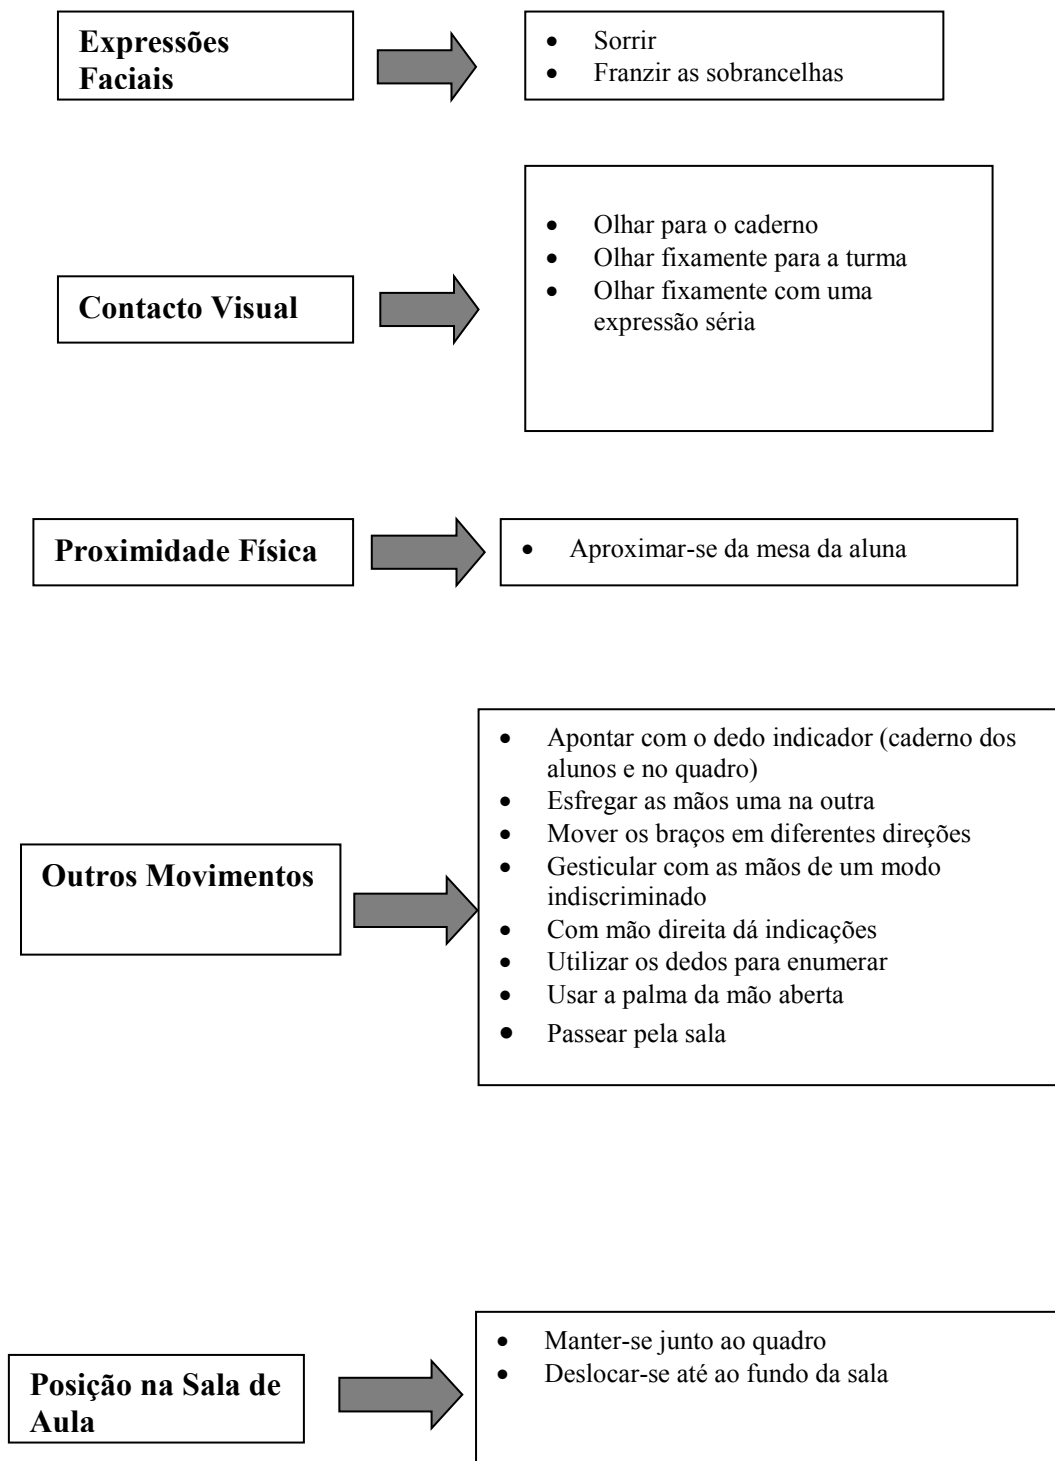 Expressões
Faciais
• Sorrir
• Franzir as sobrancelhas
Contacto Visual
• Olhar para o caderno
• Olhar fixamente para a turma
• Olhar fixamente com uma
expressão séria
Proximidade Física
• Aproximar-se da mesa da aluna
Outros Movimentos
• Apontar com o dedo indicador (caderno dos
alunos e no quadro)
• Esfregar as mãos uma na outra
• Mover os braços em diferentes direções
• Gesticular com as mãos de um modo
indiscriminado
• Com mão direita dá indicações
• Utilizar os dedos para enumerar
• Usar a palma da mão aberta
• Passear pela sala
Posição na Sala de
Aula
• Manter-se junto ao quadro
• Deslocar-se até ao fundo da sala